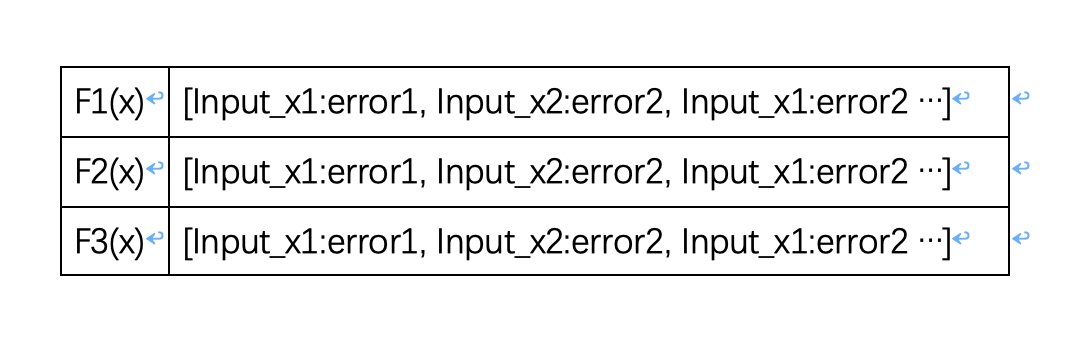 F1(x) [Input_x1:error1, Input_x2:error2, Input_x1:error2 ···]
F2(x) [Input_x1:error1, Input_x2:error2, Input_x1:error2 ···]
F3(x) [Input_x1:error1, Input_x2:error2, Input_x1:error2 ···]